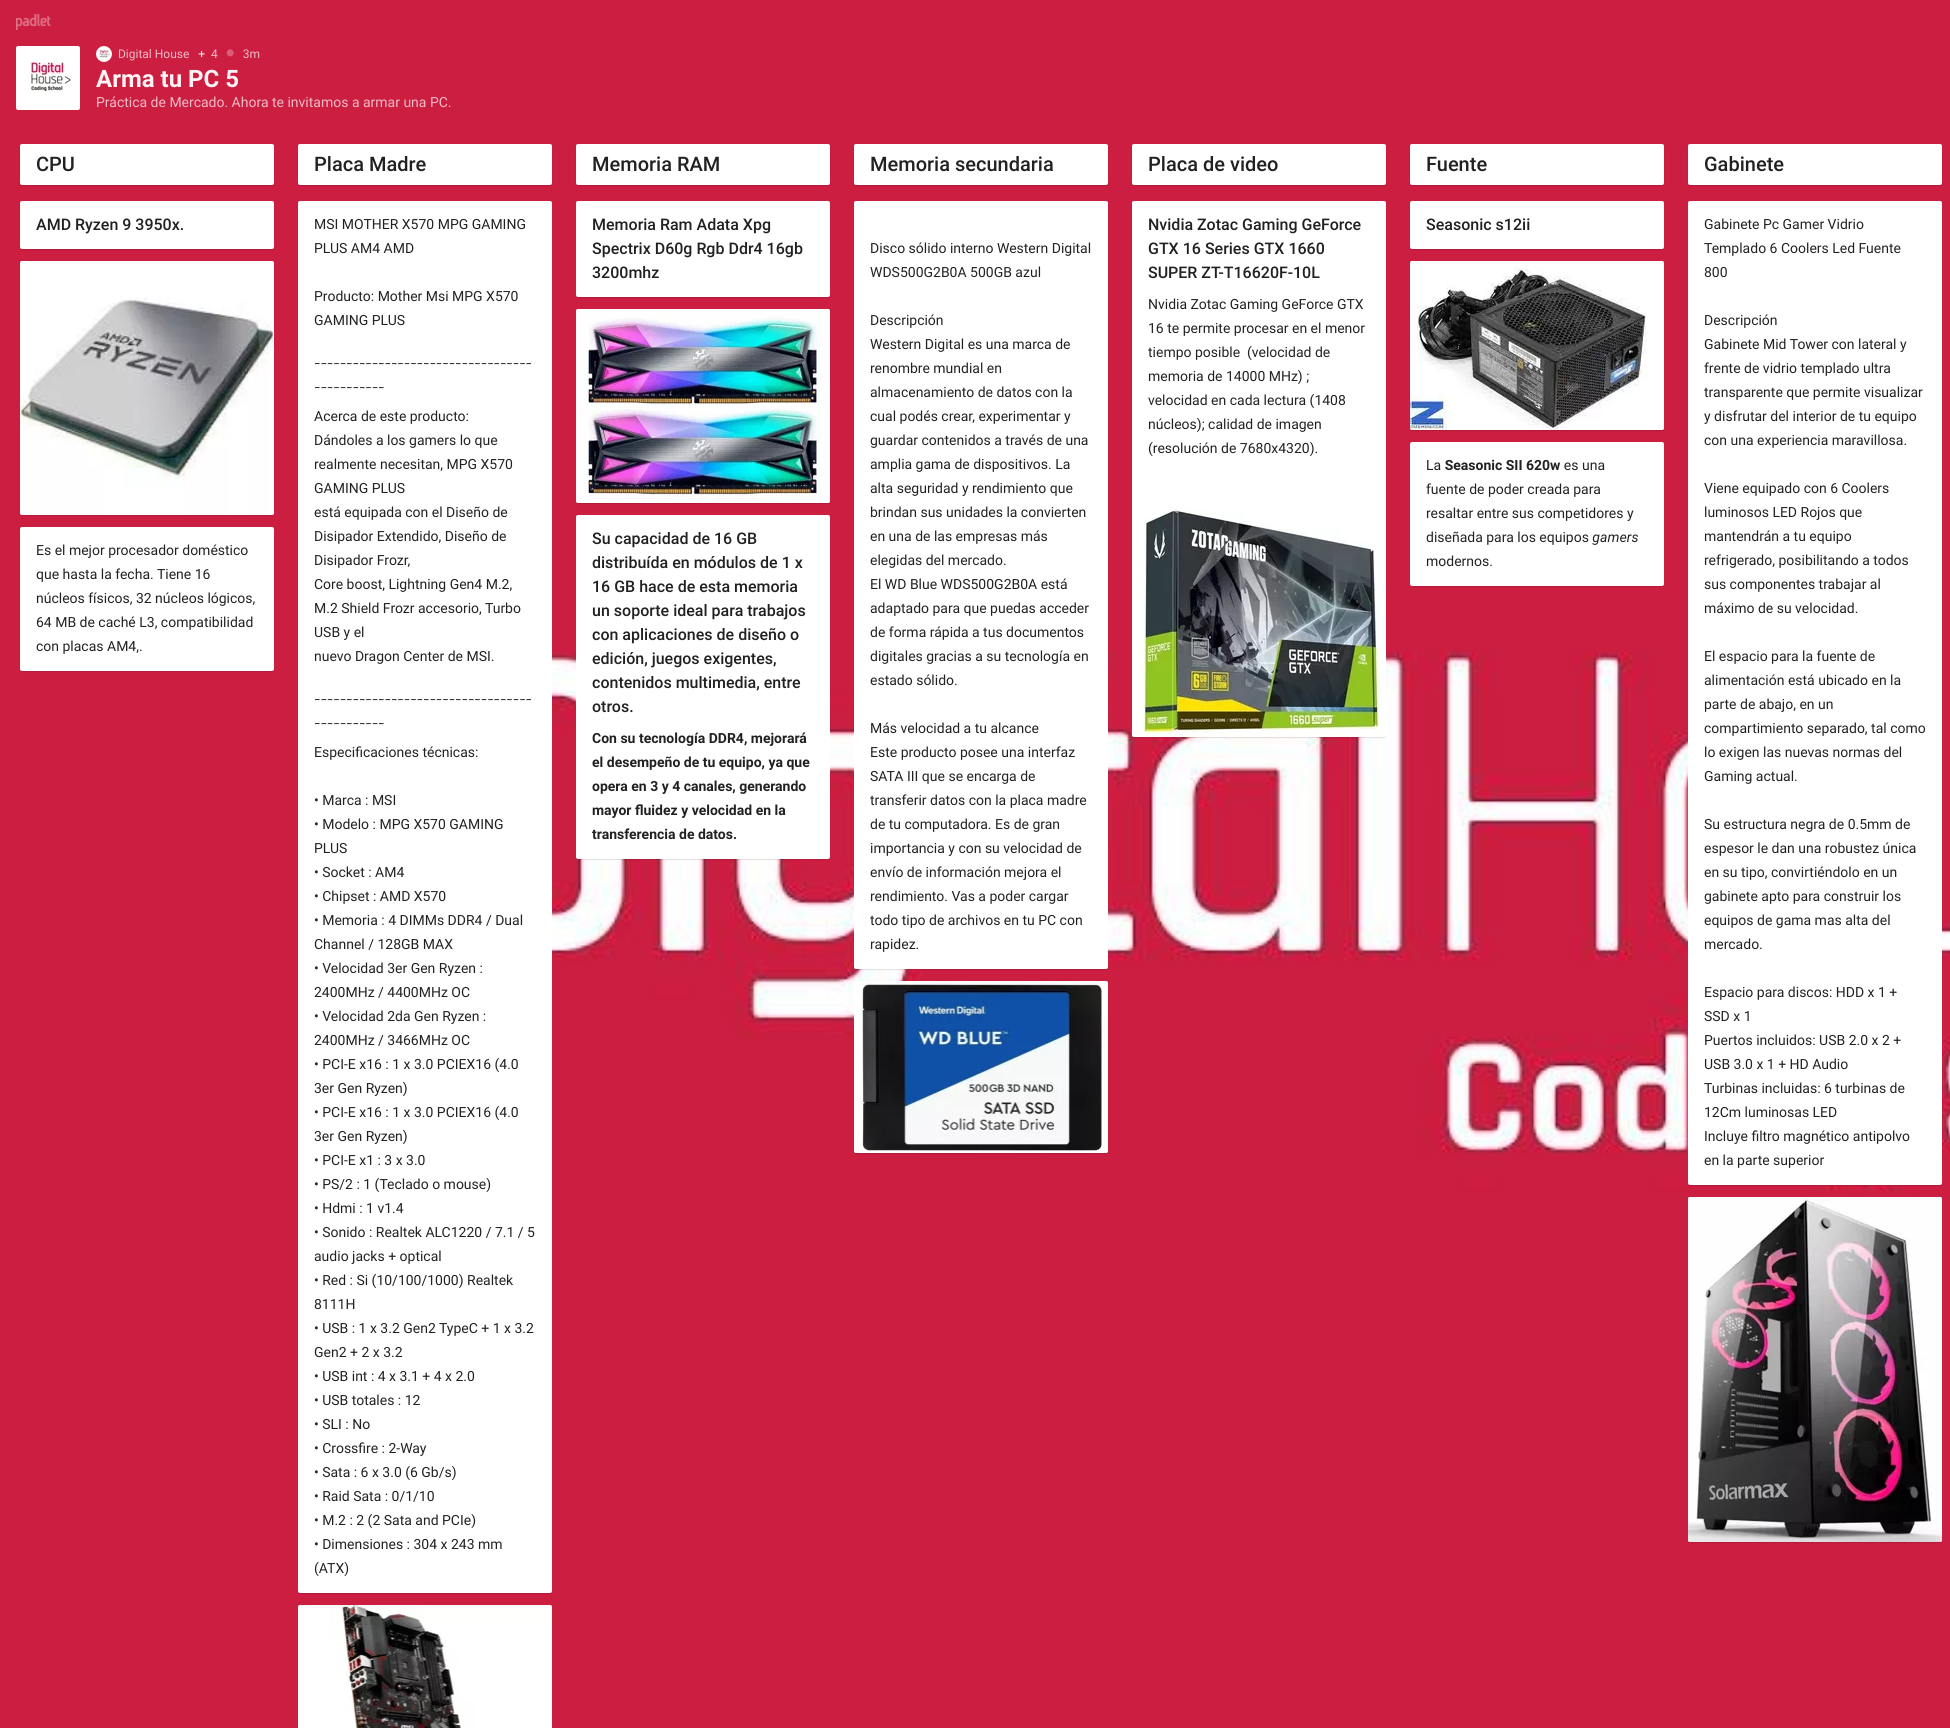 padlet
Digital
House>
Coding School
Digital House + 4 3m
Arma tu PC 5
Práctica de Mercado. Ahora te invitamos a armar una PC.
CPU
AMD Ryzen 9 3950x.
AMD
RYZEN
Es el mejor procesador doméstico
que hasta la fecha. Tiene 16
núcleos físicos, 32 núcleos lógicos,
64 MB de caché L3, compatibilidad
con placas AM4,.
Placa Madre
MSI MOTHER X570 MPG GAMING
PLUS AM4 AMD
Producto: Mother Msi MPG X570
GAMING PLUS
----------------------------------
-----------
Acerca de este producto:
Dándoles a los gamers lo que
realmente necesitan, MPG X570
GAMING PLUS
está equipada con el Diseño de
Disipador Extendido, Diseño de
Disipador Frozr,
Core boost, Lightning Gen4 M.2,
M.2 Shield Frozr accesorio, Turbo
USB y el
nuevo Dragon Center de MSI.
----------------------------------
-----------
Especificaciones técnicas:
• Marca : MSI
• Modelo : MPG X570 GAMING
PLUS
• Socket : AM4
• Chipset : AMD X570
• Memoria : 4 DIMMs DDR4 / Dual
Channel / 128GB MAX
• Velocidad 3er Gen Ryzen :
2400MHz / 4400MHz OC
• Velocidad 2da Gen Ryzen :
2400MHz / 3466MHz OC
• PCI-E x16 : 1 x 3.0 PCIEX16 (4.0
3er Gen Ryzen)
• PCI-E x16 : 1 x 3.0 PCIEX16 (4.0
3er Gen Ryzen)
• PCI-E x1 : 3 x 3.0
• PS/2 : 1 (Teclado o mouse)
• Hdmi : 1 v1.4
• Sonido : Realtek ALC1220 / 7.1 / 5
audio jacks + optical
• Red : Si (10/100/1000) Realtek
8111H
• USB : 1 x 3.2 Gen2 TypeC + 1 x 3.2
Gen2 + 2 x 3.2
• USB int : 4 x 3.1 + 4 x 2.0
• USB totales : 12
• SLI : No
• Crossfire : 2-Way
• Sata : 6 x 3.0 (6 Gb/s)
• Raid Sata : 0/1/10
• M.2 : 2 (2 Sata and PCIe)
• Dimensiones : 304 x 243 mm
(ATX)
Memoria RAM
Memoria Ram Adata Xpg
Spectrix D60g Rgb Ddr4 16gb
3200mhz
Su capacidad de 16 GB
distribuída en módulos de 1 x
16 GB hace de esta memoria
un soporte ideal para trabajos
con aplicaciones de diseño o
edición, juegos exigentes,
contenidos multimedia, entre
otros.
Con su tecnología DDR4, mejorará
el desempeño de tu equipo, ya que
opera en 3 y 4 canales, generando
mayor fluidez y velocidad en la
transferencia de datos.
Memoria secundaria
Disco sólido interno Western Digital
WDS500G2B0A 500GB azul
Descripción
Western Digital es una marca de
renombre mundial en
almacenamiento de datos con la
cual podés crear, experimentar y
guardar contenidos a través de una
amplia gama de dispositivos. La
alta seguridad y rendimiento que
brindan sus unidades la convierten
en una de las empresas más
elegidas del mercado.
El WD Blue WDS500G2B0A está
adaptado para que puedas acceder
de forma rápida a tus documentos
digitales gracias a su tecnología en
estado sólido.
Más velocidad a tu alcance
Este producto posee una interfaz
SATA III que se encarga de
transferir datos con la placa madre
de tu computadora. Es de gran
importancia y con su velocidad de
envío de información mejora el
rendimiento. Vas a poder cargar
todo tipo de archivos en tu PC con
rapidez.
Western Digital
WD BLUE™
500GB 3D NAND
SATA SSD
Solid State Drive
Placa de video
Nvidia Zotac Gaming GeForce
GTX 16 Series GTX 1660
SUPER ZT-T16620F-10L
Nvidia Zotac Gaming GeForce GTX
16 te permite procesar en el menor
tiempo posible (velocidad de
memoria de 14000 MHz) ;
velocidad en cada lectura (1408
núcleos); calidad de imagen
(resolución de 7680x4320).
ZOTAC GAMING
GEFORCE
GTX
GEFORCE
GTX
6GB
1660 SUPER
1660 SUPER
Fuente
Seasonic s12ii
La Seasonic SII 620w es una
fuente de poder creada para
resaltar entre sus competidores y
diseñada para los equipos gamers
modernos.
Gabinete
Gabinete Pc Gamer Vidrio
Templado 6 Coolers Led Fuente
800
Descripción
Gabinete Mid Tower con lateral y
frente de vidrio templado ultra
transparente que permite visualizar
y disfrutar del interior de tu equipo
con una experiencia maravillosa.
Viene equipado con 6 Coolers
luminosos LED Rojos que
mantendrán a tu equipo
refrigerado, posibilitando a todos
sus componentes trabajar al
máximo de su velocidad.
El espacio para la fuente de
alimentación está ubicado en la
parte de abajo, en un
compartimiento separado, tal como
lo exigen las nuevas normas del
Gaming actual.
Su estructura negra de 0.5mm de
espesor le dan una robustez única
en su tipo, convirtiéndolo en un
gabinete apto para construir los
equipos de gama mas alta del
mercado.
Espacio para discos: HDD x 1 +
SSD x 1
Puertos incluidos: USB 2.0 x 2 +
USB 3.0 x 1 + HD Audio
Turbinas incluidas: 6 turbinas de
12Cm luminosas LED
Incluye filtro magnético antipolvo
en la parte superior
Solarmax